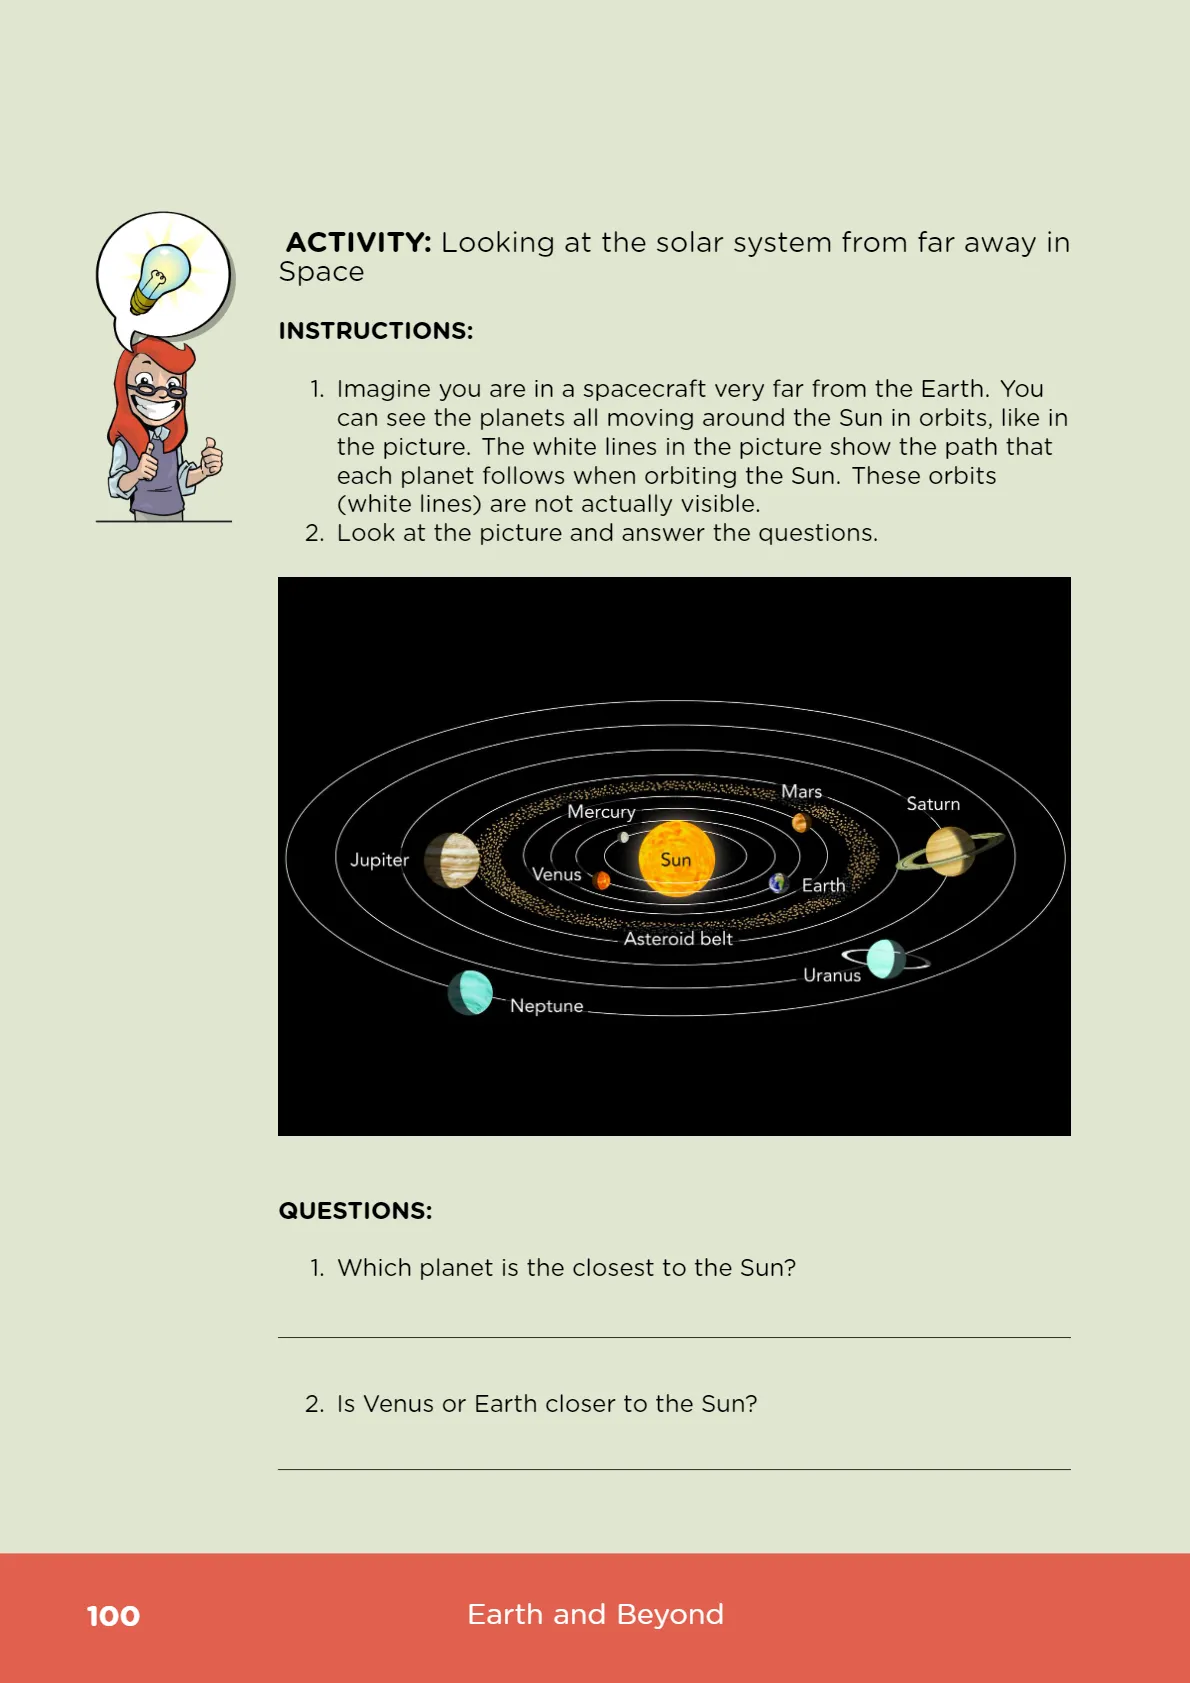 ACTIVITY: Looking at the solar system from far away in
Space
INSTRUCTIONS:
1. Imagine you are in a spacecraft very far from the Earth. You
can see the planets all moving around the Sun in orbits, like in
the picture. The white lines in the picture show the path that
each planet follows when orbiting the Sun. These orbits
(white lines) are not actually visible.
2. Look at the picture and answer the questions.
Mars
Saturn
Mercury
Jupiter
Sun
Venus
Earth
Asteroid belt
Uranus
Neptune
QUESTIONS:
1. Which planet is the closest to the Sun?
2. Is Venus or Earth closer to the Sun?
100
Earth and Beyond